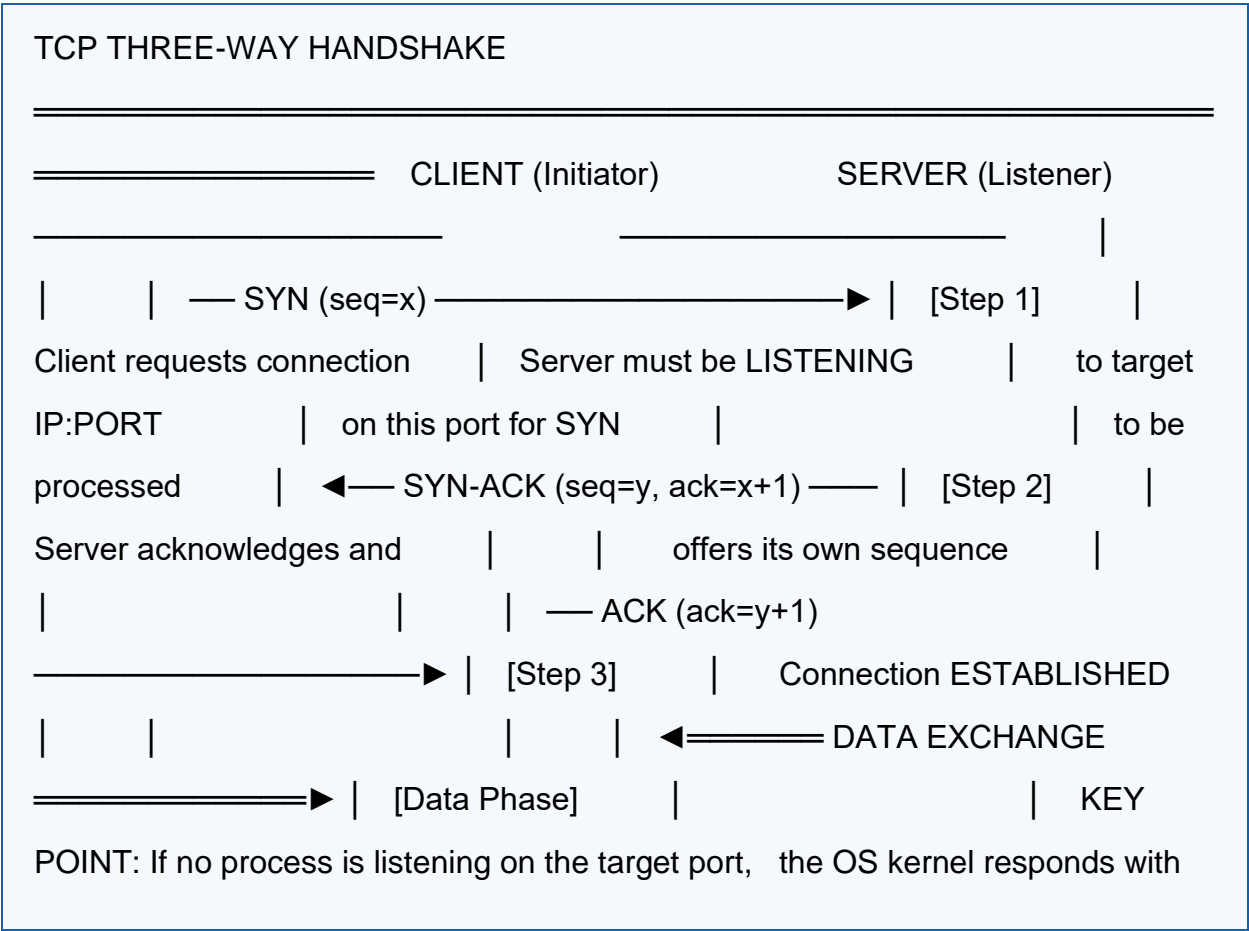 TCP THREE-WAY HANDSHAKE
════════════════════════════════════════════════════
═══════════════ CLIENT (Initiator) SERVER (Listener)
────────────────── ───────────────── │
│ │ ── SYN (seq=x) ──────────────────► │ [Step 1] │
Client requests connection │ Server must be LISTENING │ to target
IP:PORT │ on this port for SYN │ │ to be
processed │ ◄── SYN-ACK (seq=y, ack=x+1) ─── │ [Step 2] │
Server acknowledges and │ │ offers its own sequence │
│ │ │ ── ACK (ack=y+1)
─────────────────► │ [Step 3] │ Connection ESTABLISHED
│ │ │ │ ◄══════ DATA EXCHANGE
════════════► │ [Data Phase] │ │ KEY
POINT: If no process is listening on the target port, the OS kernel responds with